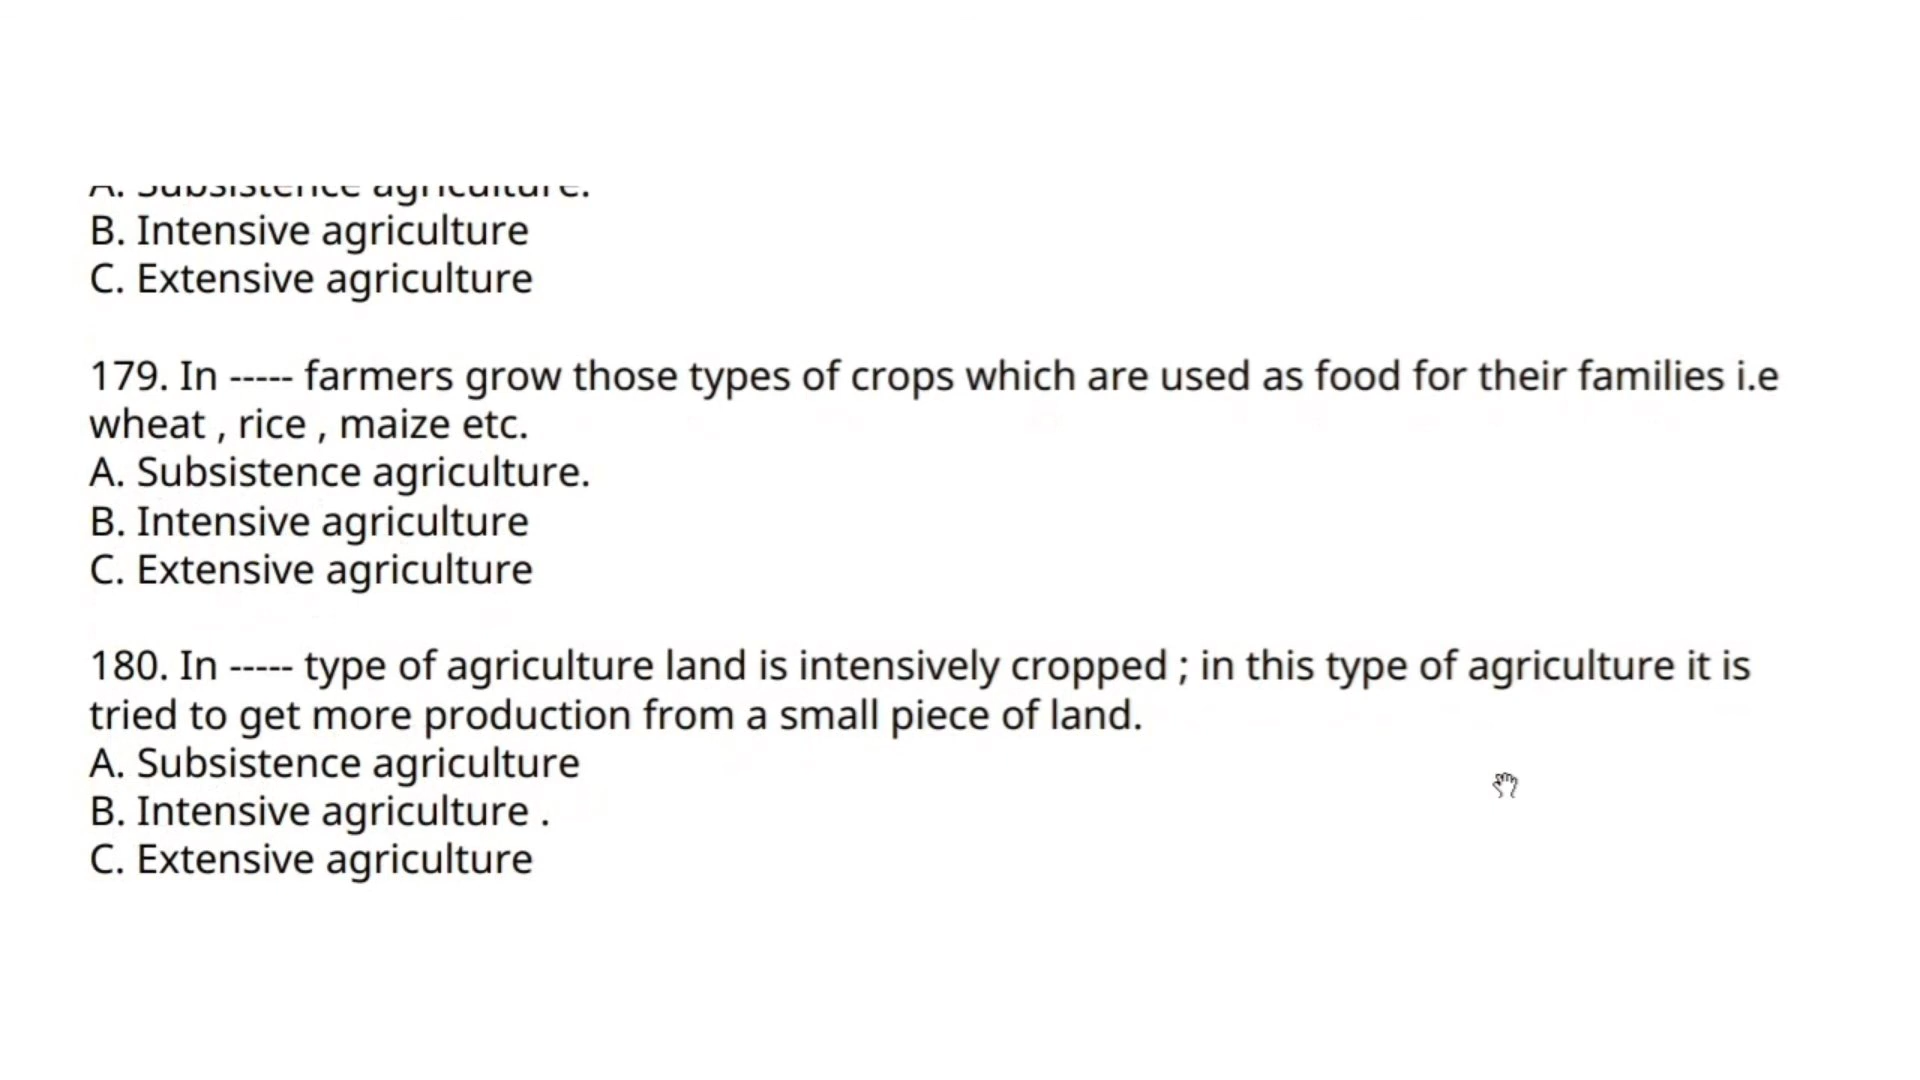 A. Subsistence agriculture.
B. Intensive agriculture
C. Extensive agriculture
179. In ----- farmers grow those types of crops which are used as food for their families i.e
wheat , rice , maize etc.
A. Subsistence agriculture.
B. Intensive agriculture
C. Extensive agriculture
180. In ----- type of agriculture land is intensively cropped ; in this type of agriculture it is
tried to get more production from a small piece of land.
A. Subsistence agriculture
B. Intensive agriculture .
C. Extensive agriculture